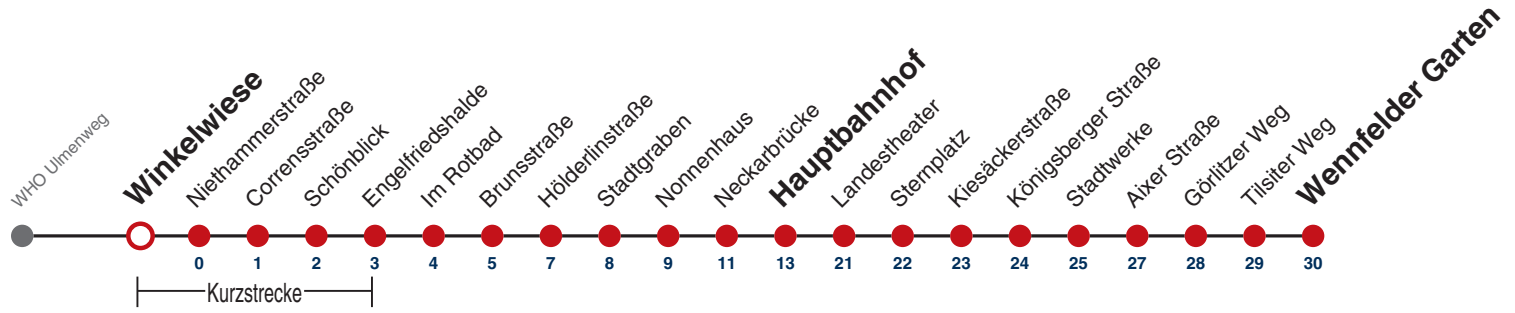 WHO Ulmenweg
Winkelwiese
Niethammerstraße
Corrensstraße
Schönblick
Engelfriedshalde
Im Rotbad
Brunsstraße
Hölderlinstraße
Stadtgraben
Nonnenhaus
Neckarbrücke
Hauptbahnhof
Landestheater
Sternplatz
Kiesäckerstraße
Königsberger Straße
Stadtwerke
Aixer Straße
Görlitzer Weg
Tilsiter Weg
Wennfelder Garten
0 1 2 3 4 5 7 8 9 11 13 21 22 23 24 25 27 28 29 30
Kurzstrecke